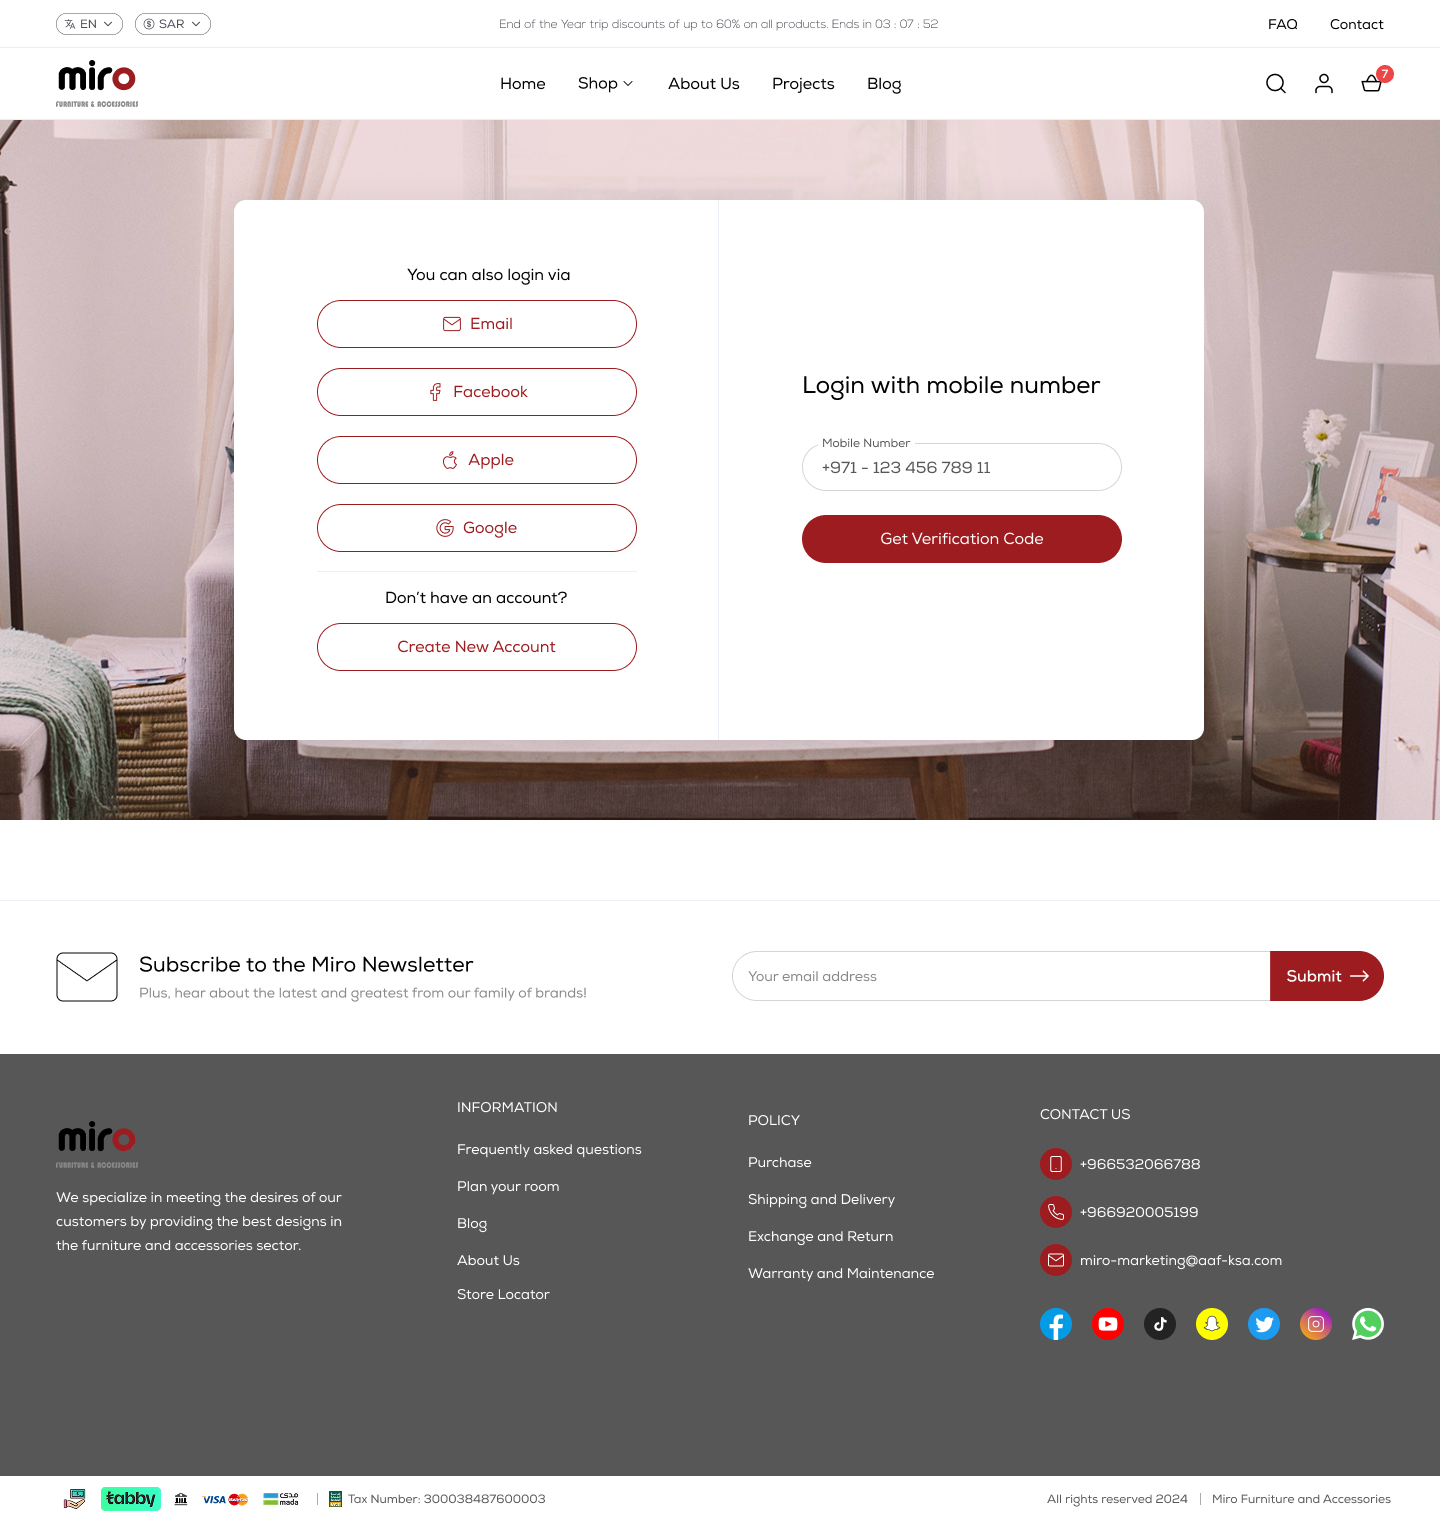 EN
SAR
End of the Year trip discounts of up to 60% on all products. Ends in 03 : 07 : 52
FAQ
Contact
miro
FURNITURE & ACCESSORIES
Home
Shop
About Us
Projects
Blog
7
You can also login via
Email
Facebook
Apple
Google
Don’t have an account?
Create New Account
Login with mobile number
Mobile Number
+971 - 123 456 789 11
Get Verification Code
Subscribe to the Miro Newsletter
Plus, hear about the latest and greatest from our family of brands!
Your email address
Submit
miro
FURNITURE & ACCESSORIES
We specialize in meeting the desires of our
customers by providing the best designs in
the furniture and accessories sector.
INFORMATION
Frequently asked questions
Plan your room
Blog
About Us
Store Locator
POLICY
Purchase
Shipping and Delivery
Exchange and Return
Warranty and Maintenance
CONTACT US
+966532066788
+966920005199
miro-marketing@aaf-ksa.com
tabby
VISA
MasterCard
مدى
mada
Tax Number: 300038487600003
All rights reserved 2024
Miro Furniture and Accessories